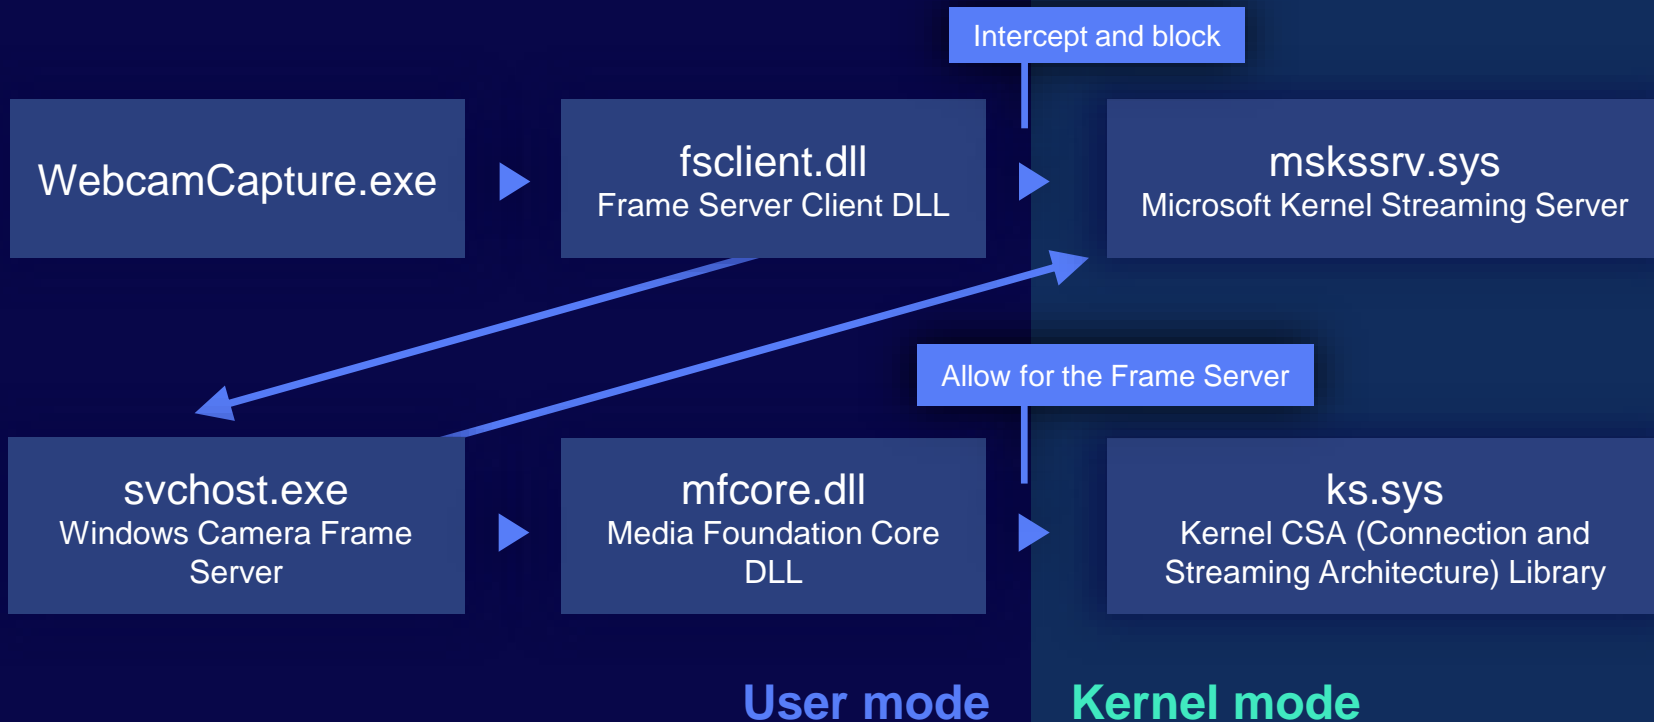 Intercept and block
WebcamCapture.exe
fsclient.dll
Frame Server Client DLL
mskssrv.sys
Microsoft Kernel Streaming Server
Allow for the Frame Server
svchost.exe
Windows Camera Frame
Server
mfcore.dll
Media Foundation Core
DLL
ks.sys
Kernel CSA (Connection and
Streaming Architecture) Library
User mode
Kernel mode